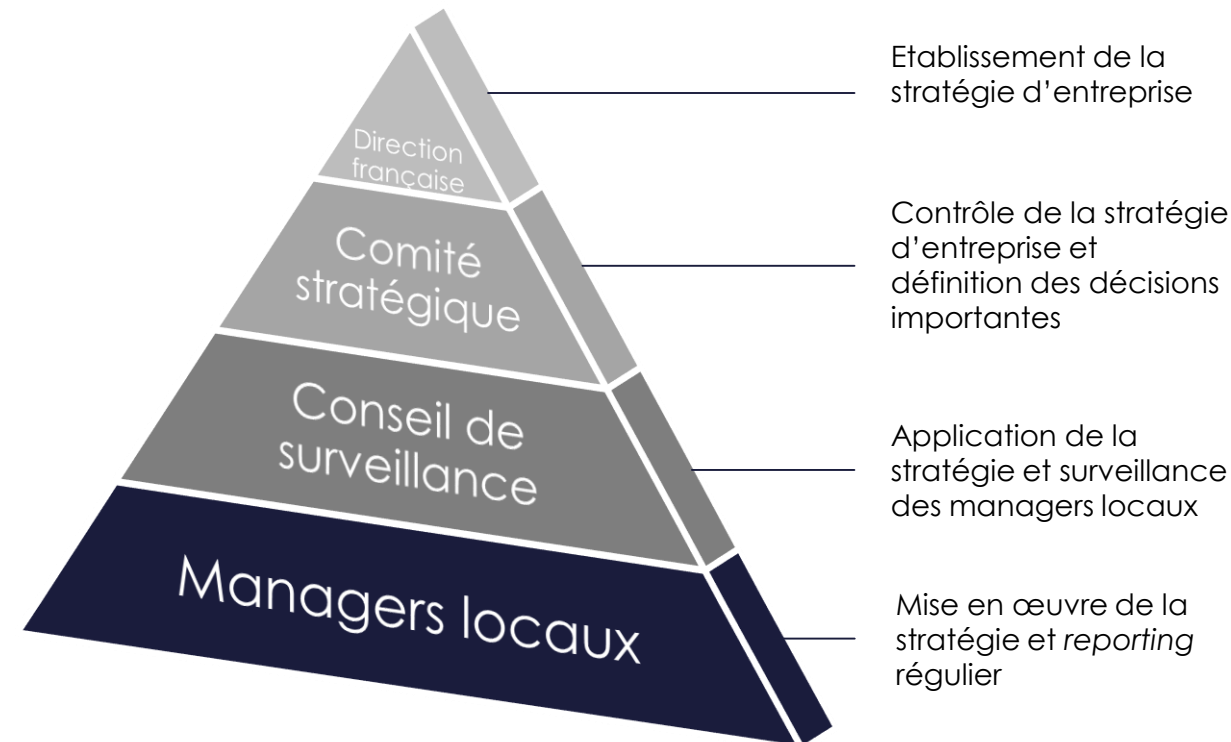 Direction
française
Etablissement de la
stratégie d’entreprise
Comité
stratégique
Contrôle de la stratégie
d’entreprise et
définition des décisions
importantes
Conseil de
surveillance
Application de la
stratégie et surveillance
des managers locaux
Managers locaux
Mise en œuvre de la
stratégie et reporting
régulier